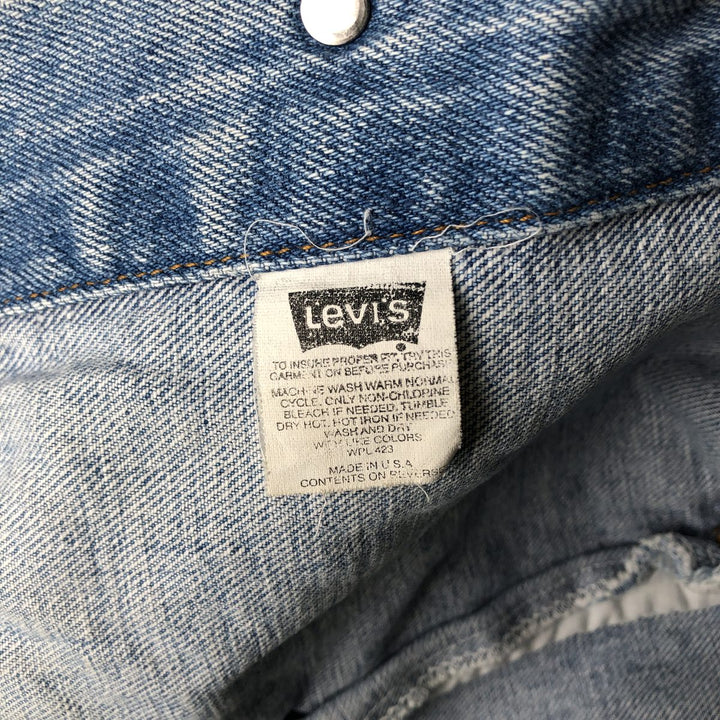 Levi's
TO INSURE PROPER FIT, TRY THIS
GARMENT ON BEFORE PURCHASE
MACHINE WASH WARM NORMAL
CYCLE. ONLY NON-CHLORINE
BLEACH IF NEEDED. TUMBLE
DRY HOT. HOT IRON IF NEEDED
WASH AND DRY
WITH LIKE COLORS
WPL 423
MADE IN U.S.A
CONTENTS ON REVERS